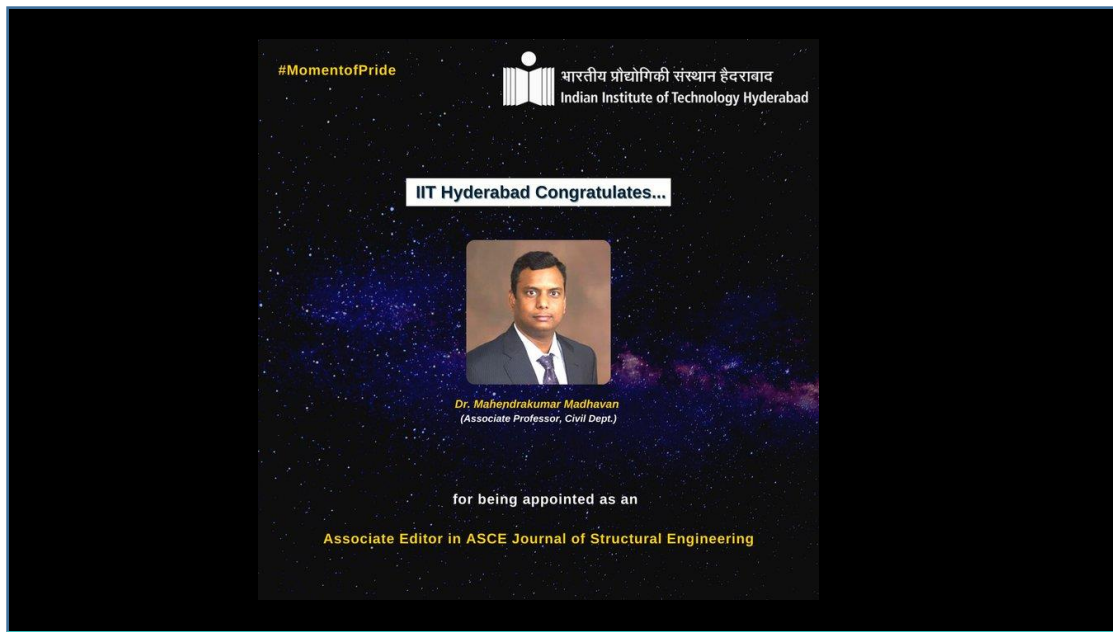 #MomentofPride
भारतीय प्रौद्योगिकी संस्थान हैदराबाद
Indian Institute of Technology Hyderabad
IIT Hyderabad Congratulates...
Dr. Mahendrakumar Madhavan
(Associate Professor, Civil Dept.)
for being appointed as an
Associate Editor in ASCE Journal of Structural Engineering